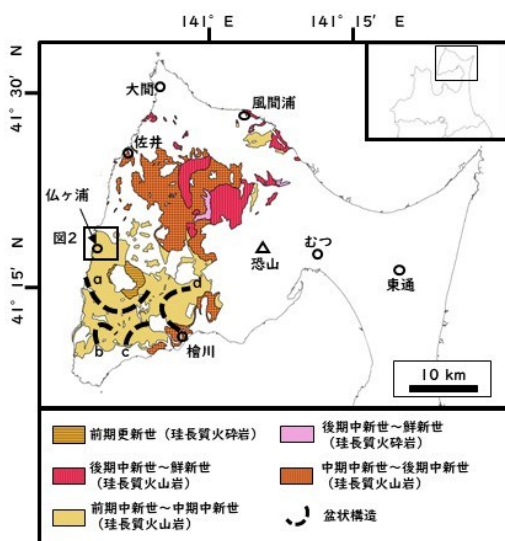 141° E
141° 15′ E
N
41° 30′
大間
風間浦
佐井
仏ヶ浦
図2
N
41° 15′
恐山
むつ
東通
a
d
b
c
檜川
10 km
前期更新世（珪長質火砕岩）
後期中新世～鮮新世
（珪長質火砕岩）
後期中新世～鮮新世
（珪長質火山岩）
中期中新世～後期中新世
（珪長質火山岩）
前期中新世～中期中新世
（珪長質火山岩）
盆状構造